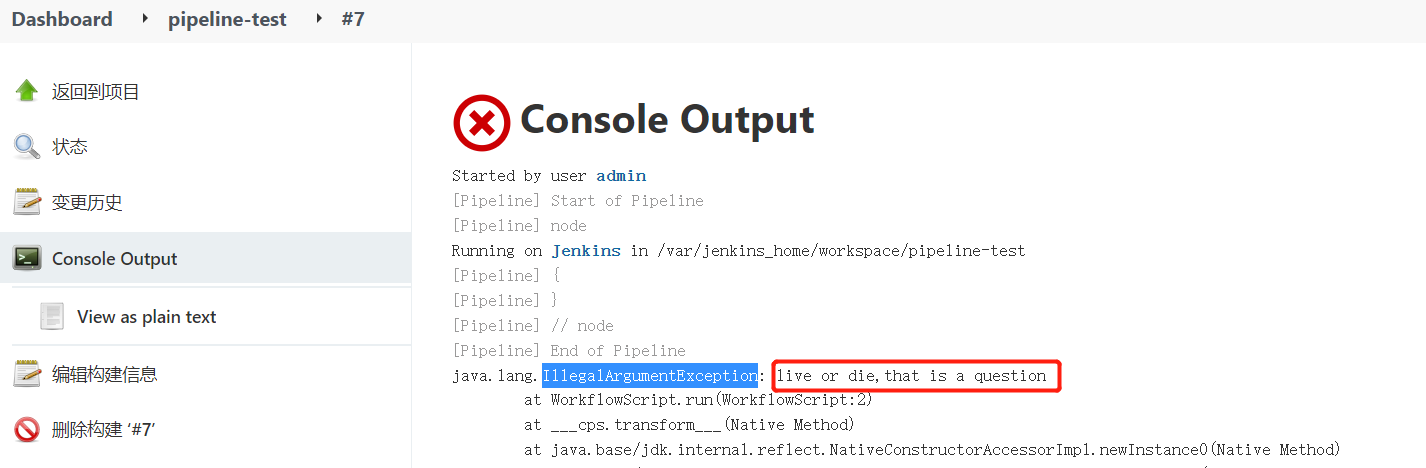 Dashboard pipeline-test #7
返回到项目
状态
变更历史
Console Output
View as plain text
编辑构建信息
删除构建 ‘#7’
Console Output
Started by user admin
[Pipeline] Start of Pipeline
[Pipeline] node
Running on Jenkins in /var/jenkins_home/workspace/pipeline-test
[Pipeline] {
[Pipeline] }
[Pipeline] // node
[Pipeline] End of Pipeline
java.lang.IllegalArgumentException: live or die,that is a question
at WorkflowScript.run(WorkflowScript:2)
at ___cps.transform___(Native Method)
at java.base/jdk.internal.reflect.NativeConstructorAccessorImpl.newInstance0(Native Method)